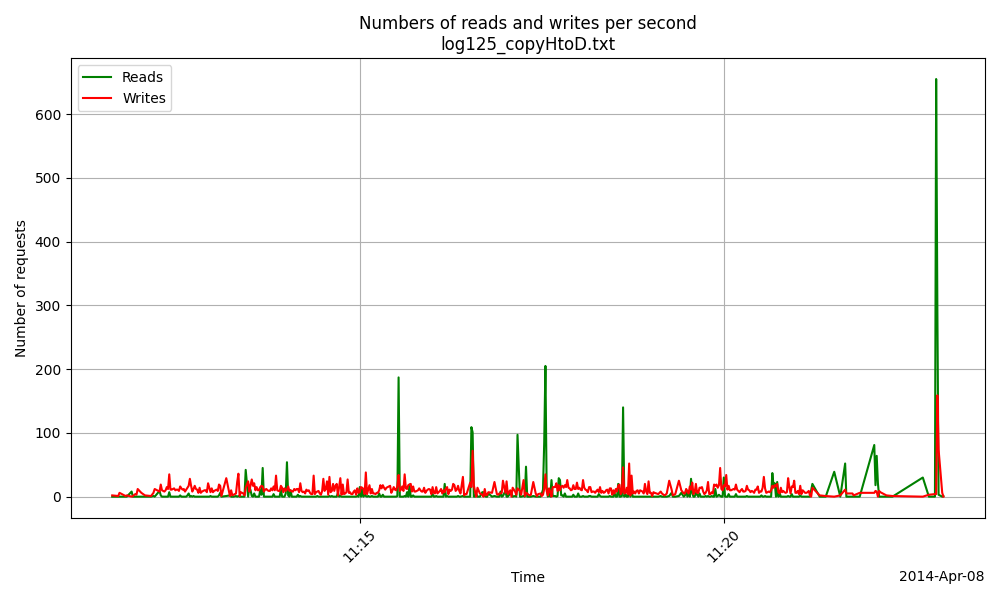 Numbers of reads and writes per second
log125_copyHtoD.txt
Reads
Writes
Number of requests
600
500
400
300
200
100
0
11:15
11:20
Time
2014-Apr-08